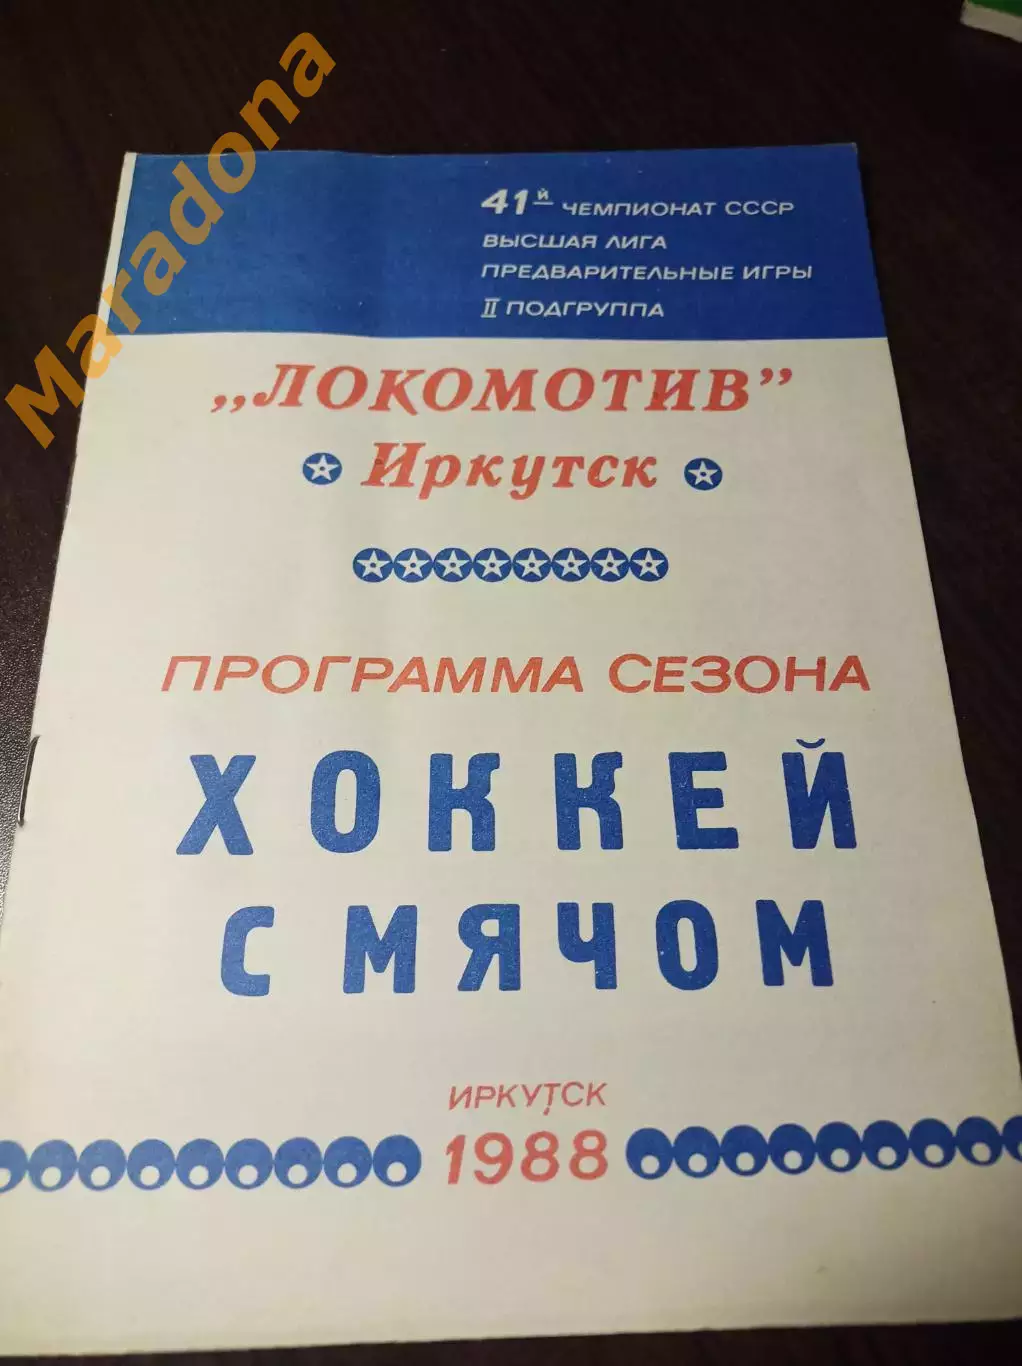 Maradona
41й ЧЕМПИОНАТ СССР
ВЫСШАЯ ЛИГА
ПРЕДВАРИТЕЛЬНЫЕ ИГРЫ
II ПОДГРУППА
„ЛОКОМОТИВ”
Иркутск
ПРОГРАММА СЕЗОНА
ХОККЕЙ
С МЯЧОМ
ИРКУТСК
1988